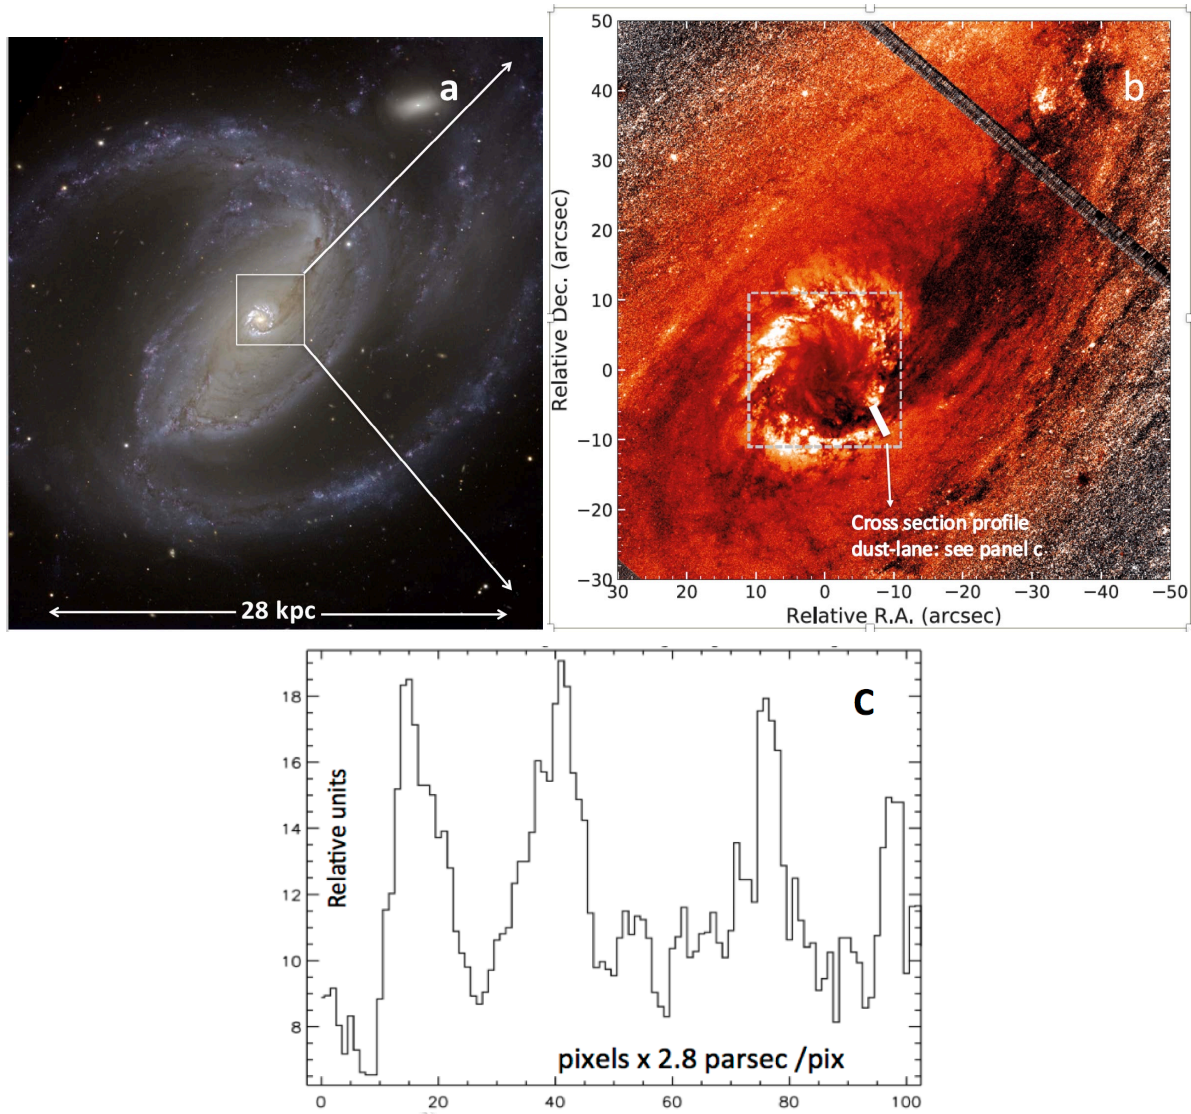 a
28 kpc
b
50
40
30
20
10
0
−10
−20
−30
Relative Dec. (arcsec)
Cross section profile
dust-lane: see panel c
30 20 10 0 −10 −20 −30 −40 −50
Relative R.A. (arcsec)
C
18
16
14
12
10
8
Relative units
pixels x 2.8 parsec /pix
0 20 40 60 80 100